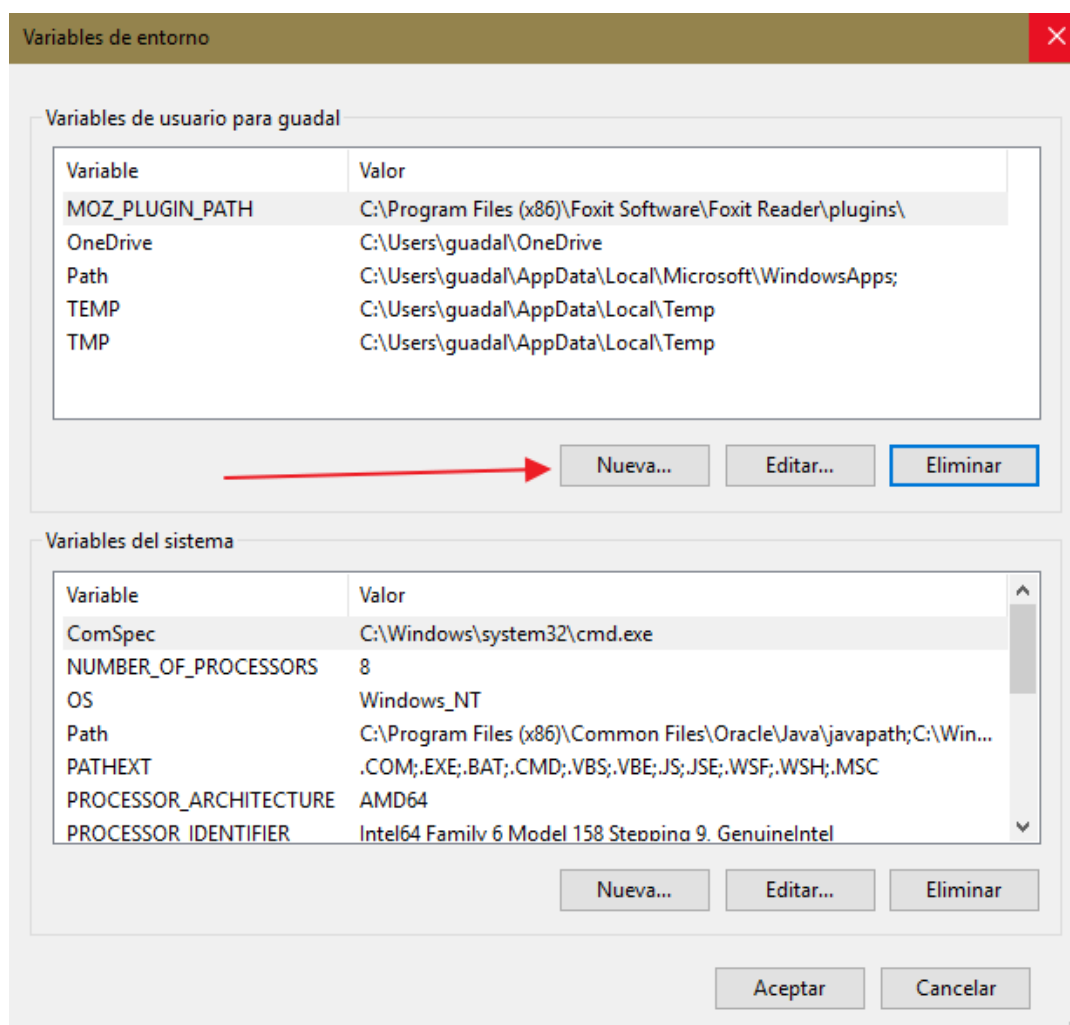 Variables de entorno
Variables de usuario para guadal
Variable Valor
MOZ_PLUGIN_PATH C:\Program Files (x86)\Foxit Software\Foxit Reader\plugins\
OneDrive C:\Users\guadal\OneDrive
Path C:\Users\guadal\AppData\Local\Microsoft\WindowsApps;
TEMP C:\Users\guadal\AppData\Local\Temp
TMP C:\Users\guadal\AppData\Local\Temp
Nueva... Editar... Eliminar
Variables del sistema
Variable Valor
ComSpec C:\Windows\system32\cmd.exe
NUMBER_OF_PROCESSORS 8
OS Windows_NT
Path C:\Program Files (x86)\Common Files\Oracle\Java\javapath;C:\Win...
PATHEXT .COM;.EXE;.BAT;.CMD;.VBS;.VBE;.JS;.JSE;.WSF;.WSH;.MSC
PROCESSOR_ARCHITECTURE AMD64
PROCESSOR_IDENTIFIER Intel64 Family 6 Model 158 Stepping 9, GenuineIntel
Nueva... Editar... Eliminar
Aceptar Cancelar